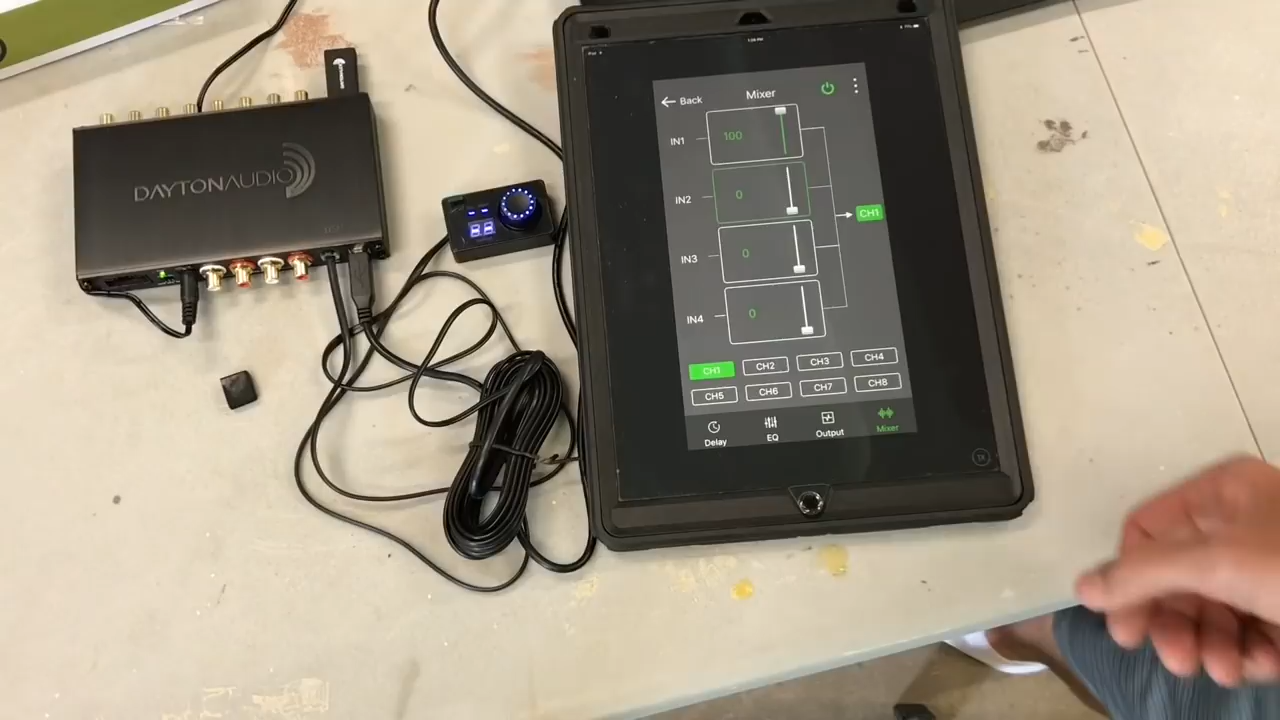 DAYTONAUDIO
Back
Mixer
IN1
100
IN2
0
IN3
0
IN4
0
CH1
CH1
CH2
CH3
CH4
CH5
CH6
CH7
CH8
Delay
EQ
Output
Mixer